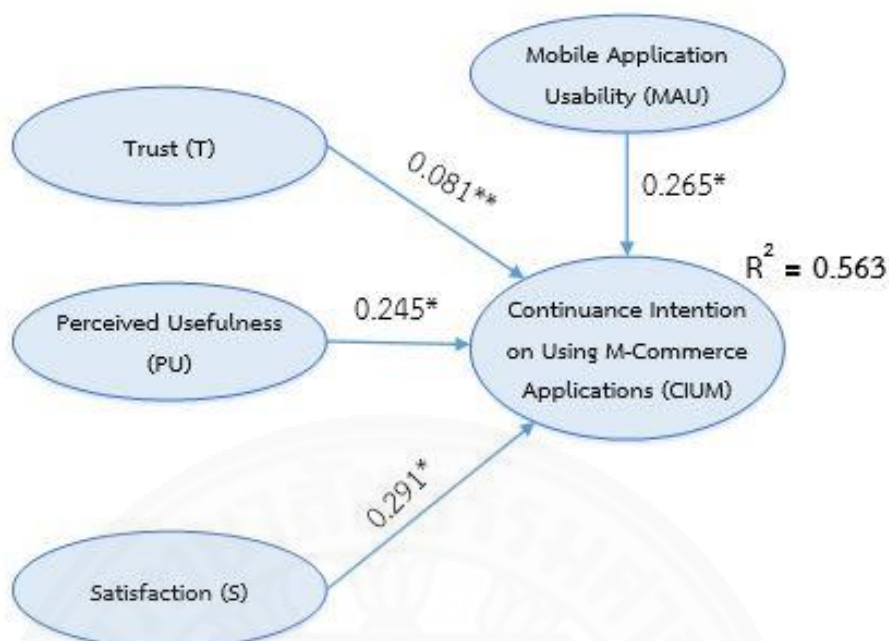 Mobile Application
Usability (MAU)
Trust (T)
0.081**
0.265*
R² = 0.563
Perceived Usefulness
(PU)
0.245*
Continuance Intention
on Using M-Commerce
Applications (CIUM)
0.291*
Satisfaction (S)